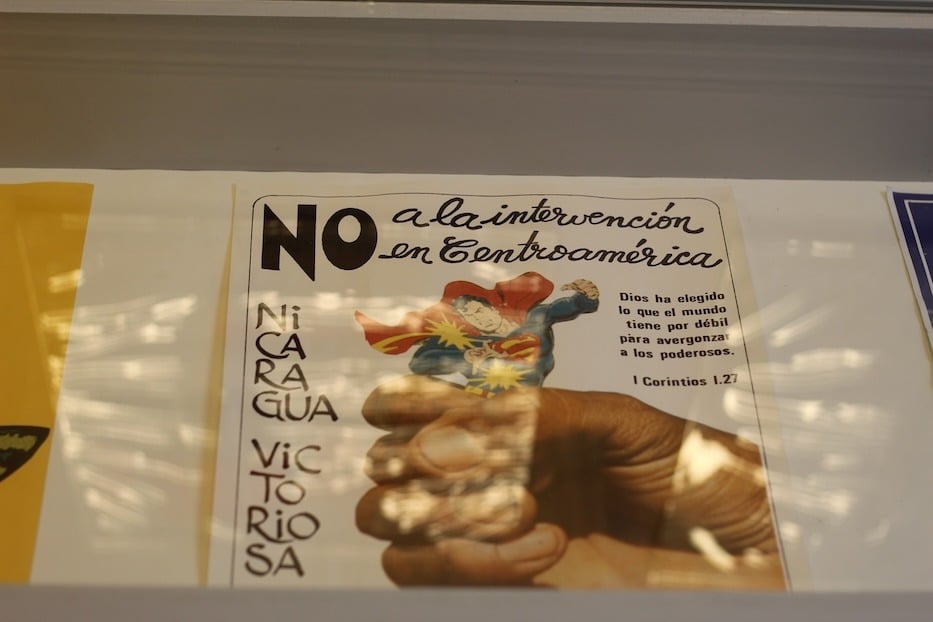 NO a la intervención
en Centroamérica
Ni
CA
RA
GUA
ViC
TO
RiO
SA
Dios ha elegido
lo que el mundo
tiene por débil
para avergonzar
a los poderosos.
I Corintios I.27